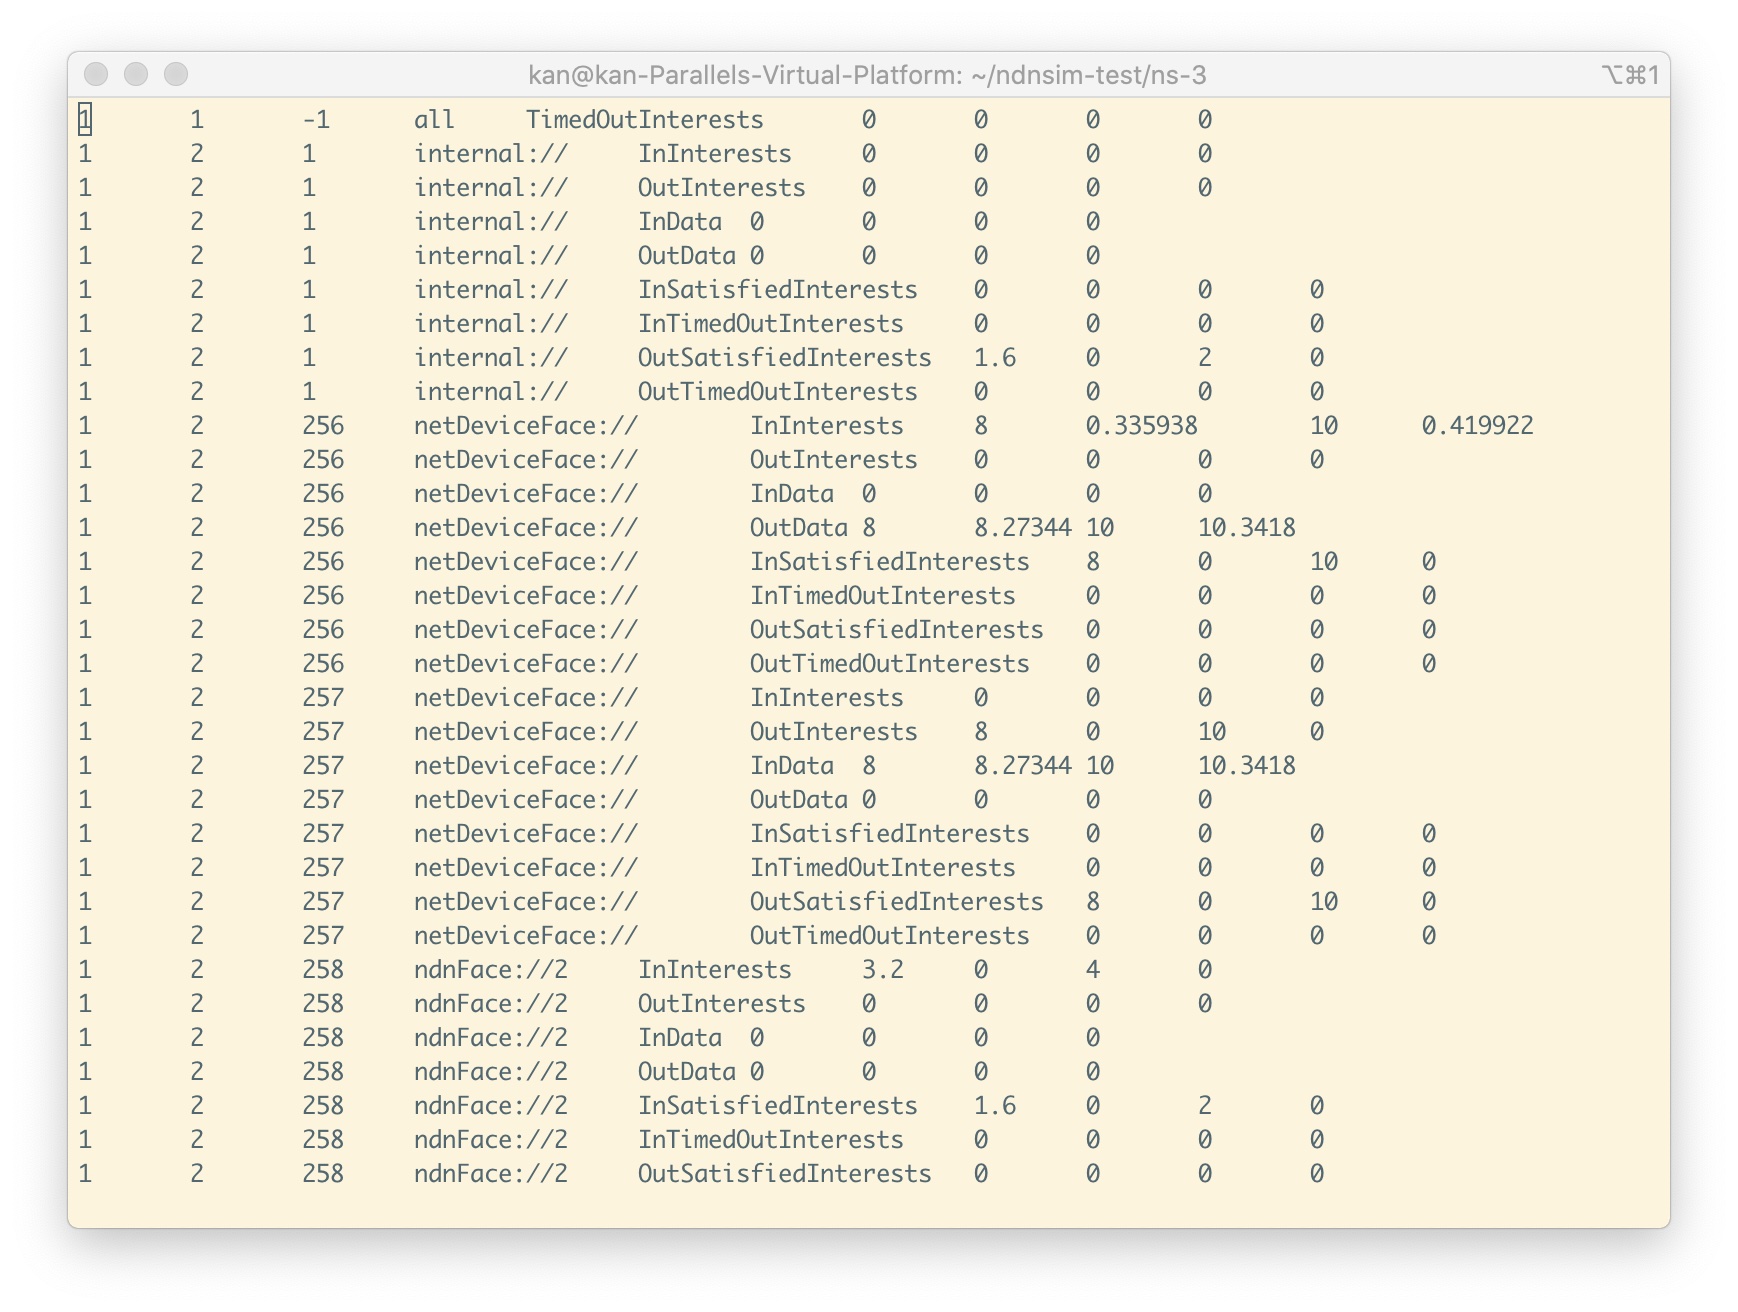 kan@kan-Parallels-Virtual-Platform: ~/ndnsim-test/ns-3 ⌥⌘1
1 1 -1 all TimedOutInterests 0 0 0 0
1 2 1 internal:// InInterests 0 0 0 0
1 2 1 internal:// OutInterests 0 0 0 0
1 2 1 internal:// InData 0 0 0 0
1 2 1 internal:// OutData 0 0 0 0
1 2 1 internal:// InSatisfiedInterests 0 0 0 0
1 2 1 internal:// InTimedOutInterests 0 0 0 0
1 2 1 internal:// OutSatisfiedInterests 1.6 0 2 0
1 2 1 internal:// OutTimedOutInterests 0 0 0 0
1 2 256 netDeviceFace:// InInterests 8 0.335938 10 0.419922
1 2 256 netDeviceFace:// OutInterests 0 0 0 0
1 2 256 netDeviceFace:// InData 0 0 0 0
1 2 256 netDeviceFace:// OutData 8 8.27344 10 10.3418
1 2 256 netDeviceFace:// InSatisfiedInterests 8 0 10 0
1 2 256 netDeviceFace:// InTimedOutInterests 0 0 0 0
1 2 256 netDeviceFace:// OutSatisfiedInterests 0 0 0 0
1 2 256 netDeviceFace:// OutTimedOutInterests 0 0 0 0
1 2 257 netDeviceFace:// InInterests 0 0 0 0
1 2 257 netDeviceFace:// OutInterests 8 0 10 0
1 2 257 netDeviceFace:// InData 8 8.27344 10 10.3418
1 2 257 netDeviceFace:// OutData 0 0 0 0
1 2 257 netDeviceFace:// InSatisfiedInterests 0 0 0 0
1 2 257 netDeviceFace:// InTimedOutInterests 0 0 0 0
1 2 257 netDeviceFace:// OutSatisfiedInterests 8 0 10 0
1 2 257 netDeviceFace:// OutTimedOutInterests 0 0 0 0
1 2 258 ndnFace://2 InInterests 3.2 0 4 0
1 2 258 ndnFace://2 OutInterests 0 0 0 0
1 2 258 ndnFace://2 InData 0 0 0 0
1 2 258 ndnFace://2 OutData 0 0 0 0
1 2 258 ndnFace://2 InSatisfiedInterests 1.6 0 2 0
1 2 258 ndnFace://2 InTimedOutInterests 0 0 0 0
1 2 258 ndnFace://2 OutSatisfiedInterests 0 0 0 0